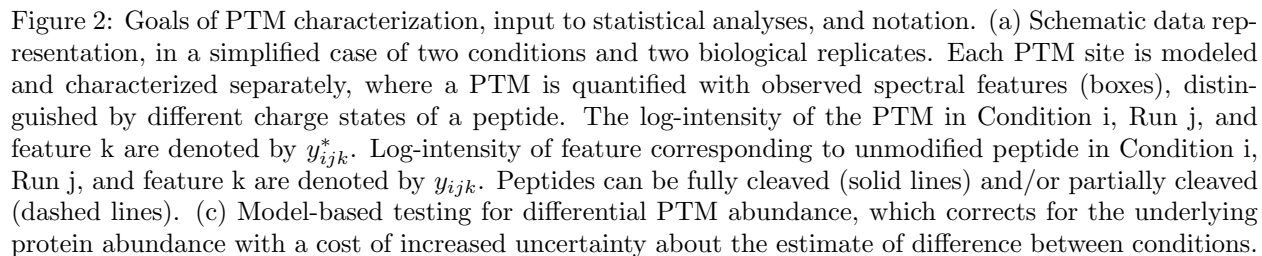 Figure 2: Goals of PTM characterization, input to statistical analyses, and notation. (a) Schematic data rep-
resentation, in a simplified case of two conditions and two biological replicates. Each PTM site is modeled
and characterized separately, where a PTM is quantified with observed spectral features (boxes), distin-
guished by different charge states of a peptide. The log-intensity of the PTM in Condition i, Run j, and
feature k are denoted by $y^*_{ijk}$. Log-intensity of feature corresponding to unmodified peptide in Condition i,
Run j, and feature k are denoted by $y_{ijk}$. Peptides can be fully cleaved (solid lines) and/or partially cleaved
(dashed lines). (c) Model-based testing for differential PTM abundance, which corrects for the underlying
protein abundance with a cost of increased uncertainty about the estimate of difference between conditions.